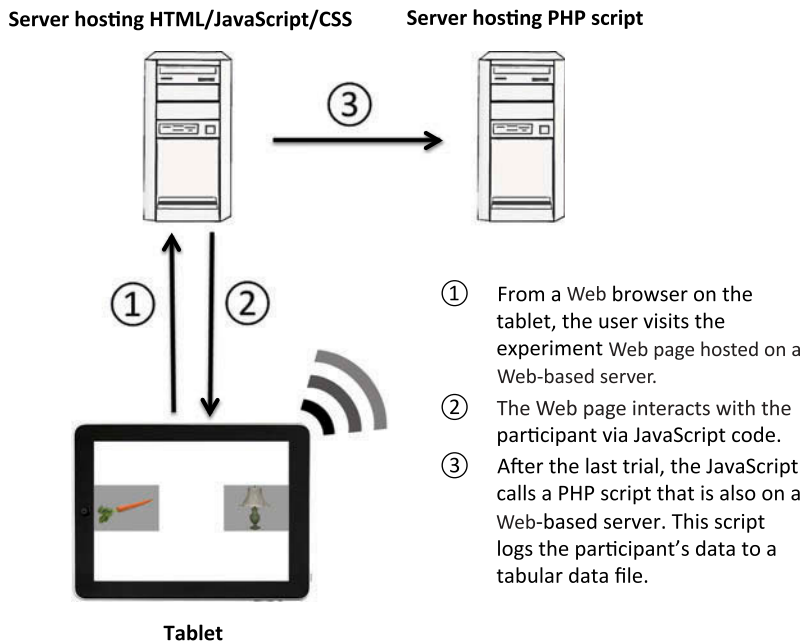 Server hosting HTML/JavaScript/CSS
Server hosting PHP script
③
①
②
① From a Web browser on the
tablet, the user visits the
experiment Web page hosted on a
Web-based server.
② The Web page interacts with the
participant via JavaScript code.
③ After the last trial, the JavaScript
calls a PHP script that is also on a
Web-based server. This script
logs the participant’s data to a
tabular data file.
Tablet